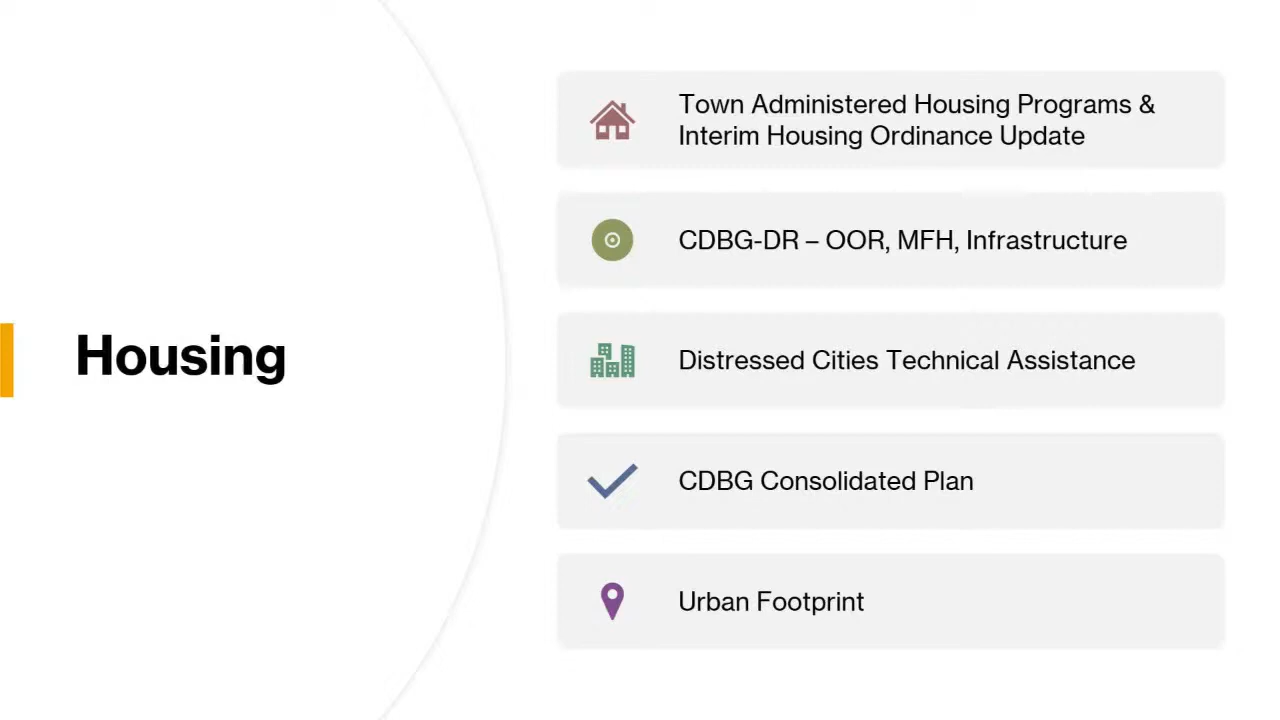 Housing
Town Administered Housing Programs &
Interim Housing Ordinance Update
CDBG-DR – OOR, MFH, Infrastructure
Distressed Cities Technical Assistance
CDBG Consolidated Plan
Urban Footprint